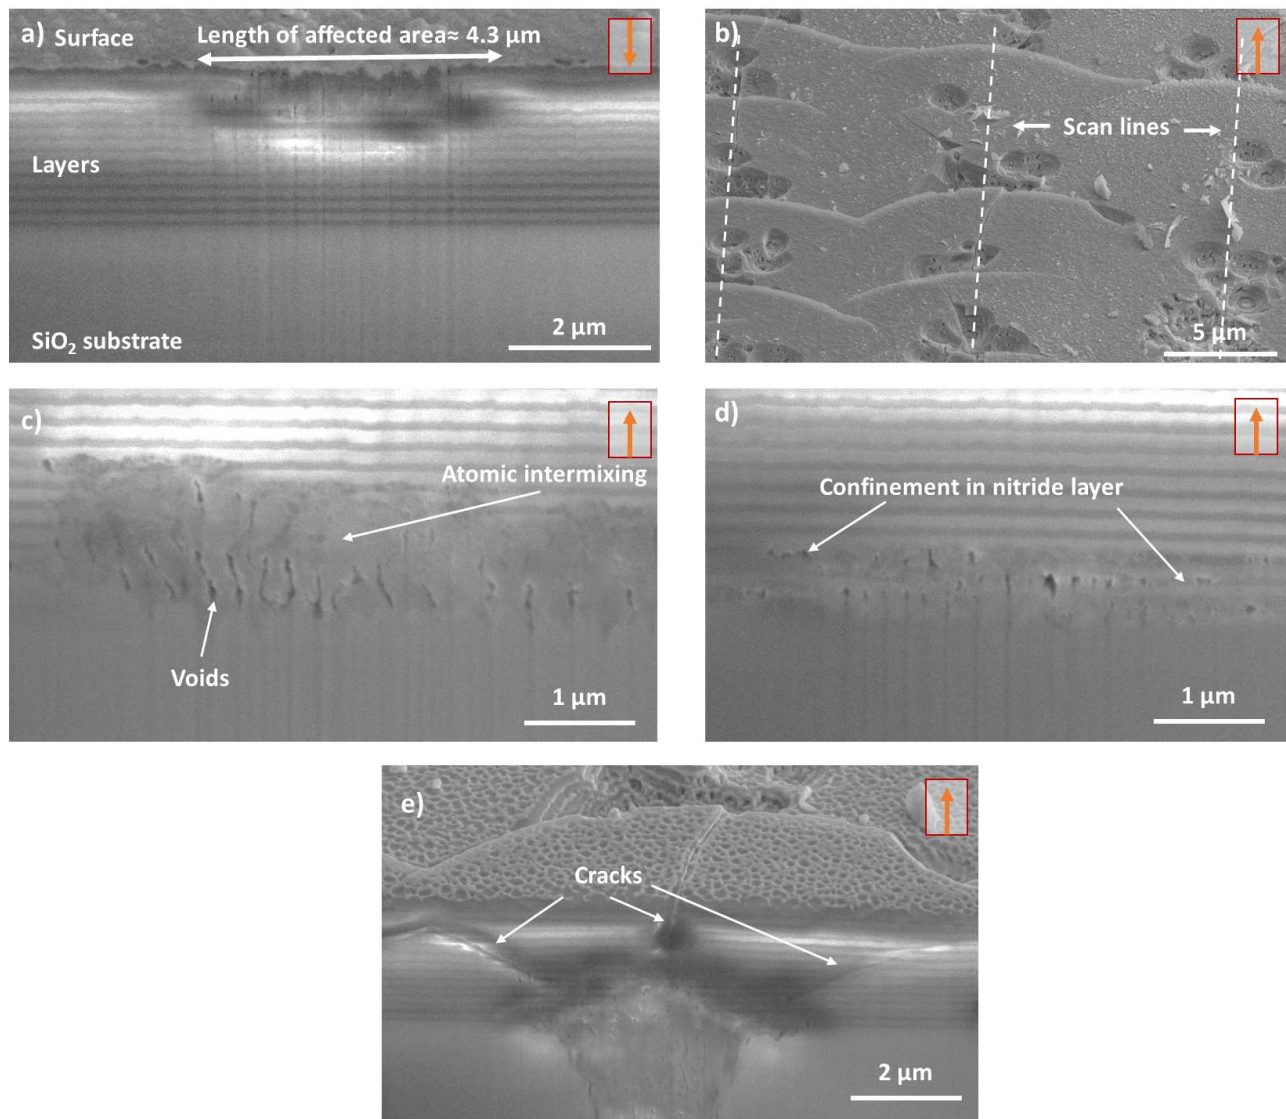 a)
Surface
Length of affected area≈ 4.3 µm
Layers
SiO₂ substrate
2 µm
b)
Scan lines
5 µm
c)
Atomic intermixing
Voids
1 µm
d)
Confinement in nitride layer
1 µm
e)
Cracks
2 µm